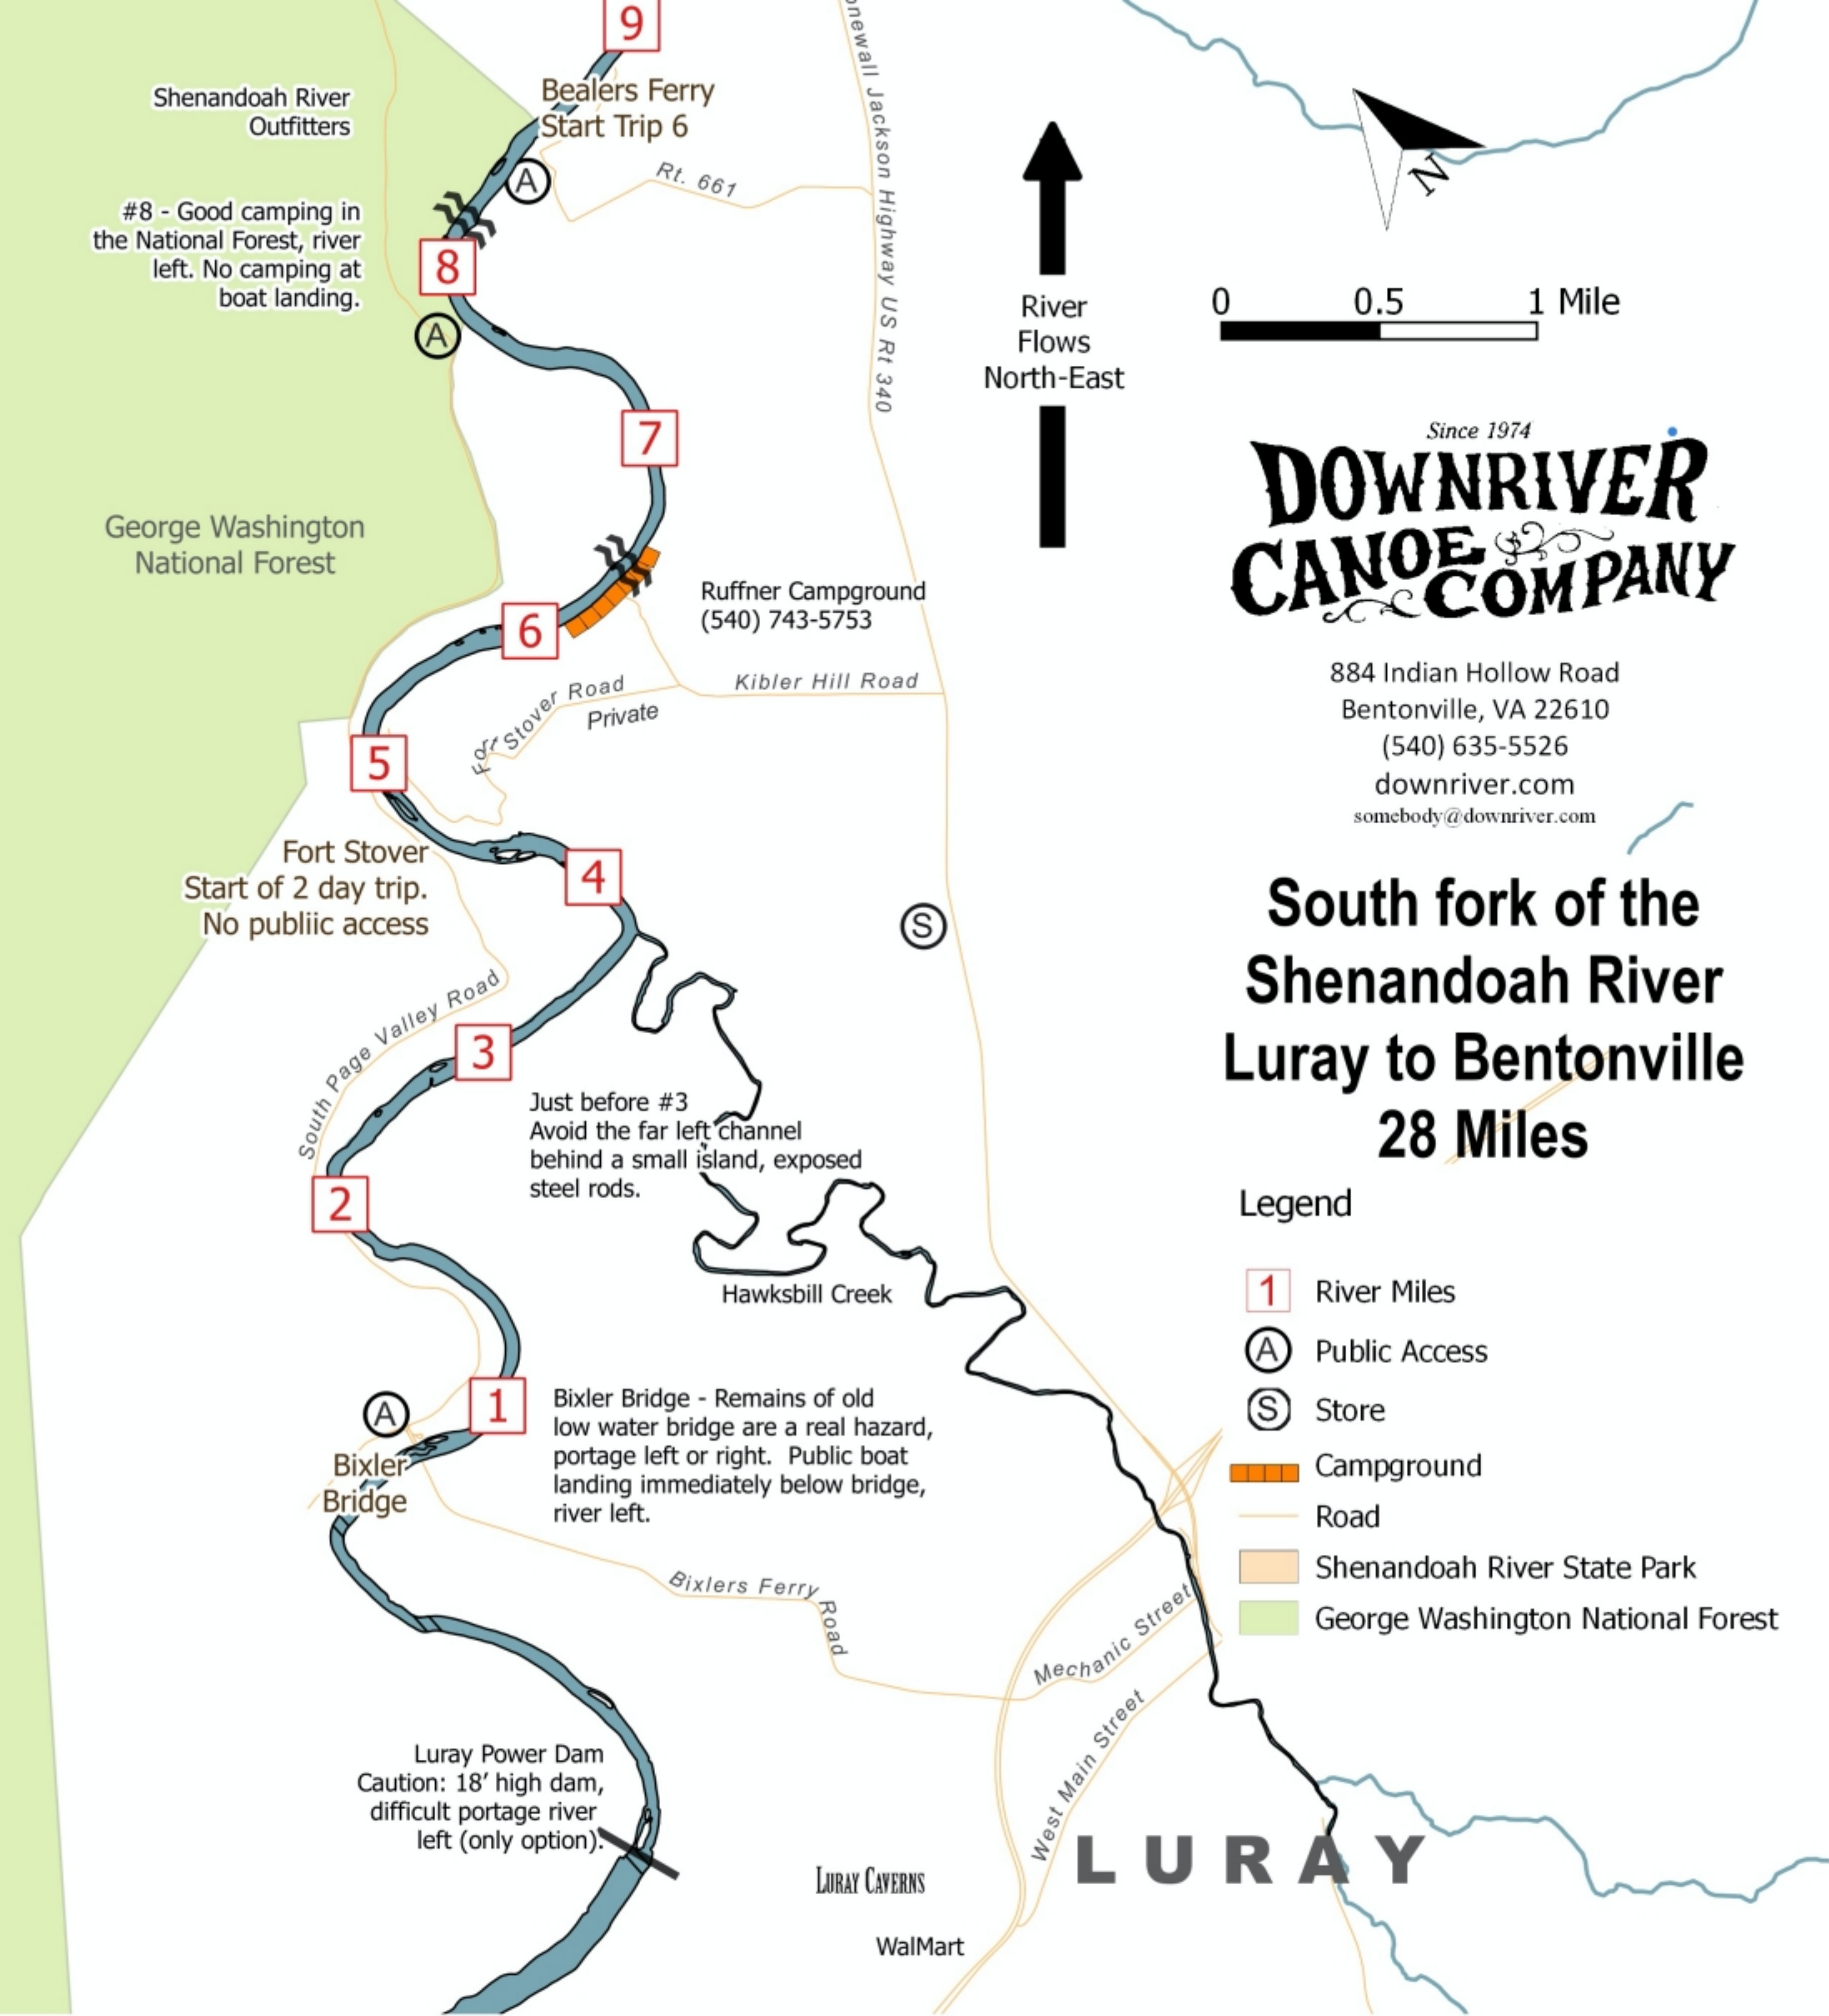 9
Bealers Ferry
Start Trip 6
Shenandoah River
Outfitters
A
Rt. 661
#8 - Good camping in
the National Forest, river
left. No camping at
boat landing.
8
A
7
George Washington
National Forest
Ruffner Campground
(540) 743-5753
6
Kibler Hill Road
Fort Stover Road
Private
5
Fort Stover
Start of 2 day trip.
No publiic access
4
S
South Page Valley Road
3
Just before #3
Avoid the far left channel
behind a small island, exposed
steel rods.
2
Hawksbill Creek
A
1
Bixler Bridge - Remains of old
low water bridge are a real hazard,
portage left or right. Public boat
landing immediately below bridge,
river left.
Bixler
Bridge
Bixlers Ferry Road
Mechanic Street
West Main Street
Luray Power Dam
Caution: 18' high dam,
difficult portage river
left (only option).
LURAY CAVERNS
WalMart
LURAY
Jackson Highway US Rt 340
River
Flows
North-East
N
0 0.5 1 Mile
Since 1974
DOWNRIVER
CANOE
COMPANY
884 Indian Hollow Road
Bentonville, VA 22610
(540) 635-5526
downriver.com
somebody@downriver.com
South fork of the
Shenandoah River
Luray to Bentonville
28 Miles
Legend
1 River Miles
A Public Access
S Store
Campground
Road
Shenandoah River State Park
George Washington National Forest